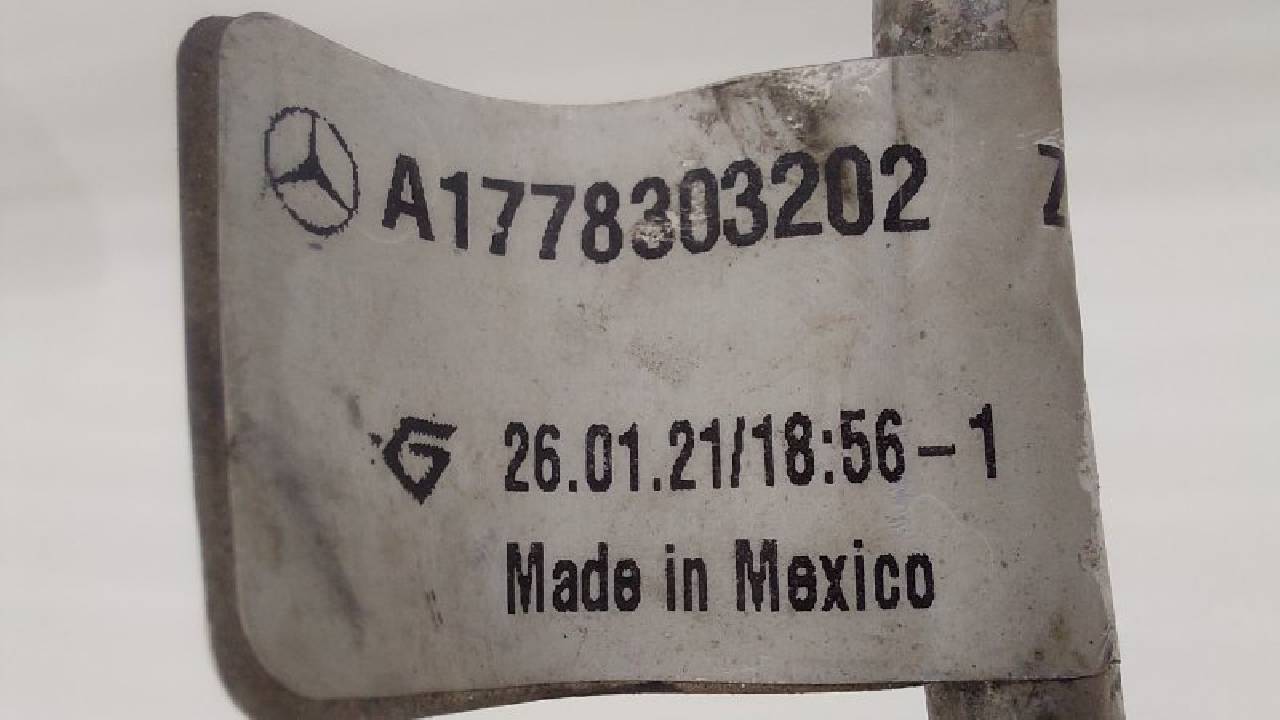 A1778303202 Z
G 26.01.21/18:56-1
Made in Mexico